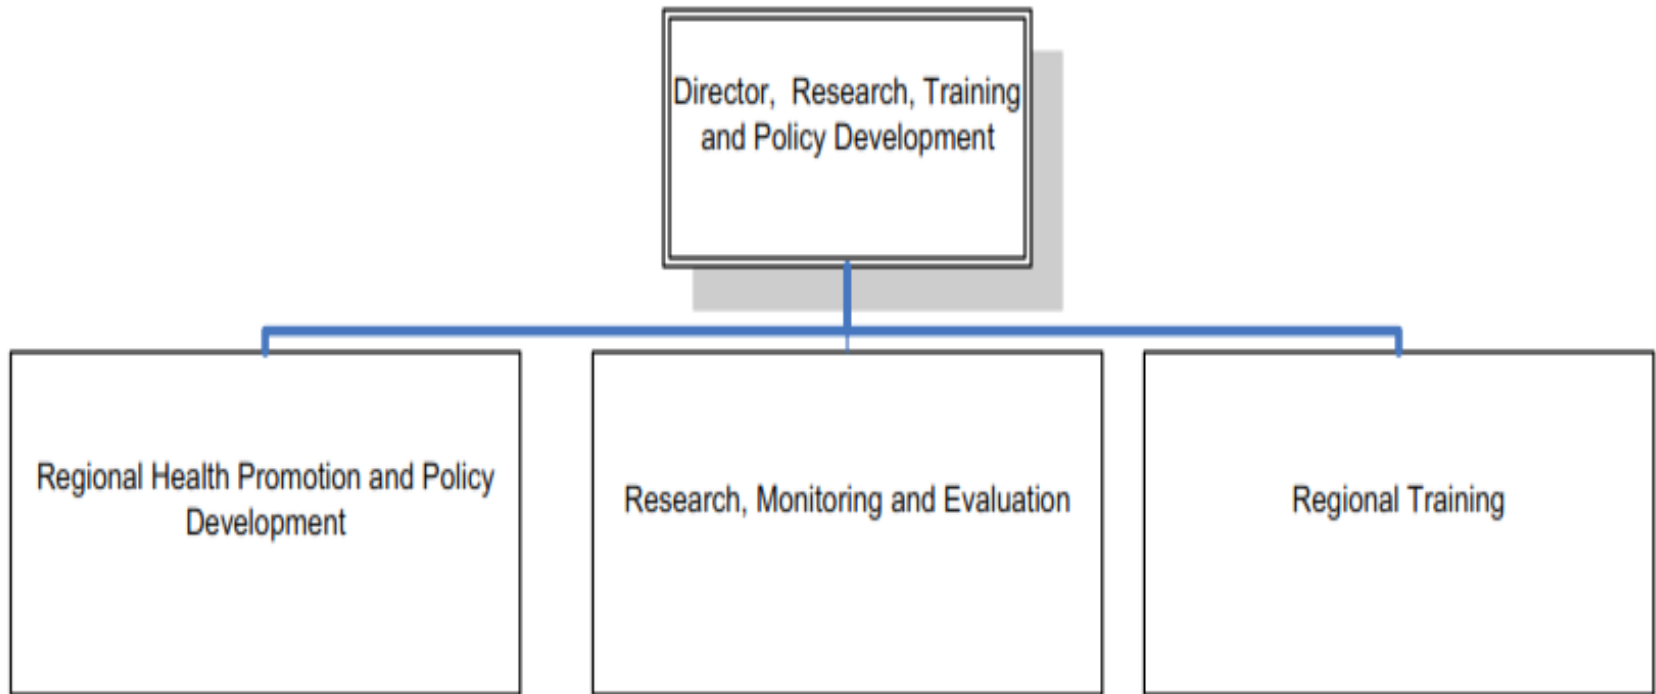 Director, Research, Training
and Policy Development
Regional Health Promotion and Policy
Development
Research, Monitoring and Evaluation
Regional Training